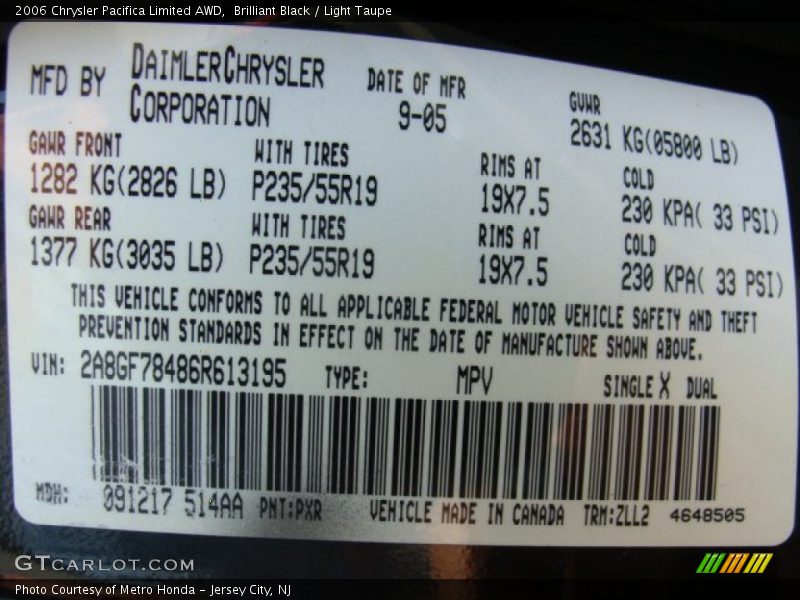 2006 Chrysler Pacifica Limited AWD,  Brilliant Black / Light Taupe
MFD BY DAIMLERCHRYSLER CORPORATION
DATE OF MFR 9-05
GVWR 2631 KG(05800 LB)
GAWR FRONT WITH TIRES RIMS AT COLD
1282 KG(2826 LB) P235/55R19 19X7.5 230 KPA( 33 PSI)
GAWR REAR WITH TIRES RIMS AT COLD
1377 KG(3035 LB) P235/55R19 19X7.5 230 KPA( 33 PSI)
THIS VEHICLE CONFORMS TO ALL APPLICABLE FEDERAL MOTOR VEHICLE SAFETY AND THEFT
PREVENTION STANDARDS IN EFFECT ON THE DATE OF MANUFACTURE SHOWN ABOVE.
VIN: 2A8GF78486R613195 TYPE: MPV SINGLE X DUAL
MDH: 091217 514AA PNT:PXR VEHICLE MADE IN CANADA TRM:ZLL2 4648505
GTCARLOT.COM
Photo Courtesy of Metro Honda – Jersey City, NJ